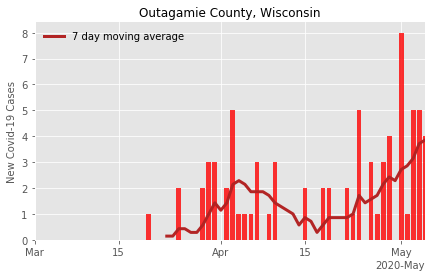 Outagamie County, Wisconsin
7 day moving average
New Covid-19 Cases
8
7
6
5
4
3
2
1
0
Mar 15 Apr 15 May
2020-May